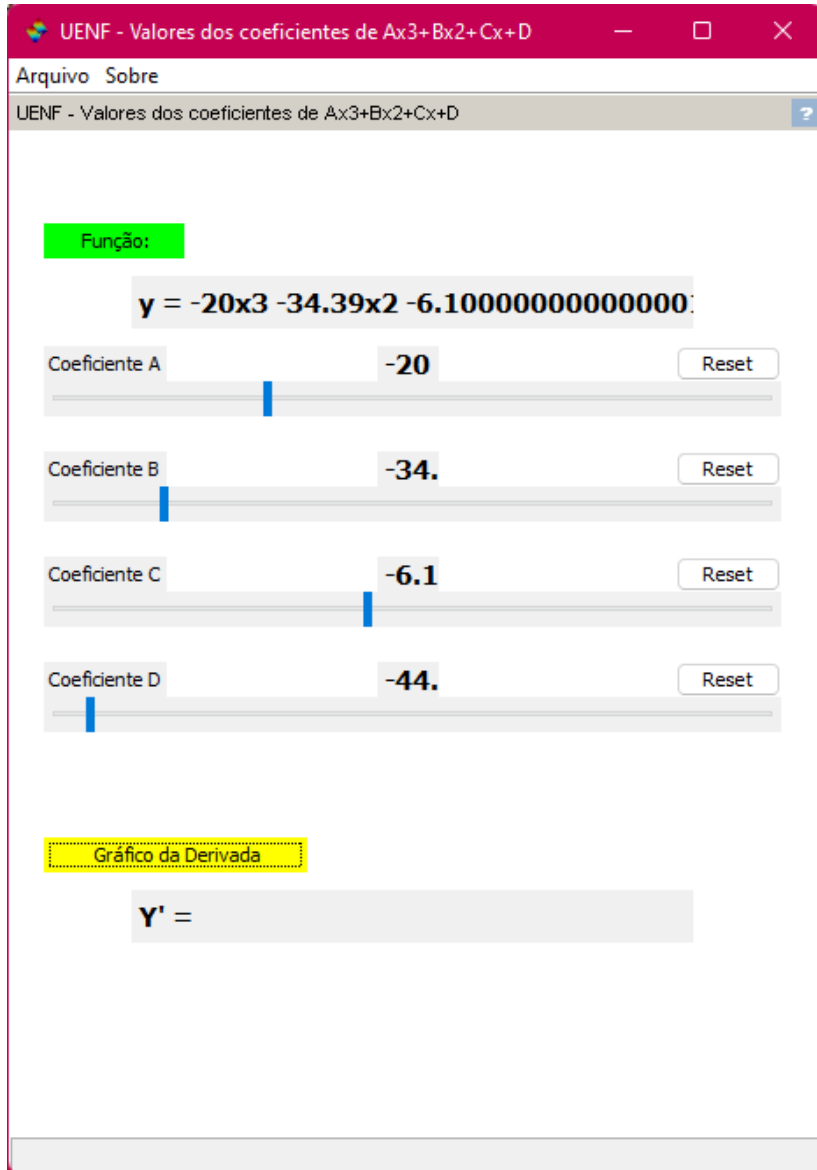 UENF - Valores dos coeficientes de Ax3+Bx2+Cx+D
Arquivo Sobre
UENF - Valores dos coeficientes de Ax3+Bx2+Cx+D ?
Função:
y = -20x3 -34.39x2 -6.10000000000000
Coeficiente A -20 Reset
Coeficiente B -34. Reset
Coeficiente C -6.1 Reset
Coeficiente D -44. Reset
Gráfico da Derivada
Y' =